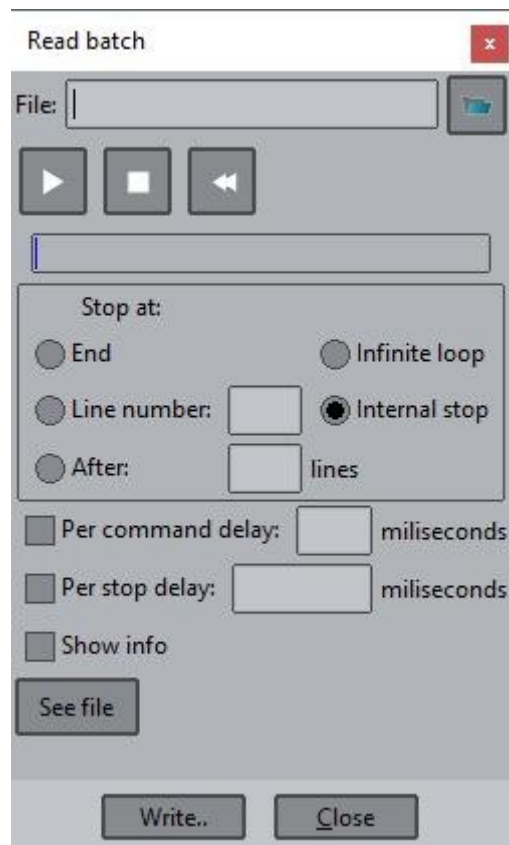 Read batch
x
File:
Stop at:
End
Infinite loop
Line number:
Internal stop
After:
lines
Per command delay:
miliseconds
Per stop delay:
miliseconds
Show info
See file
Write..
Close